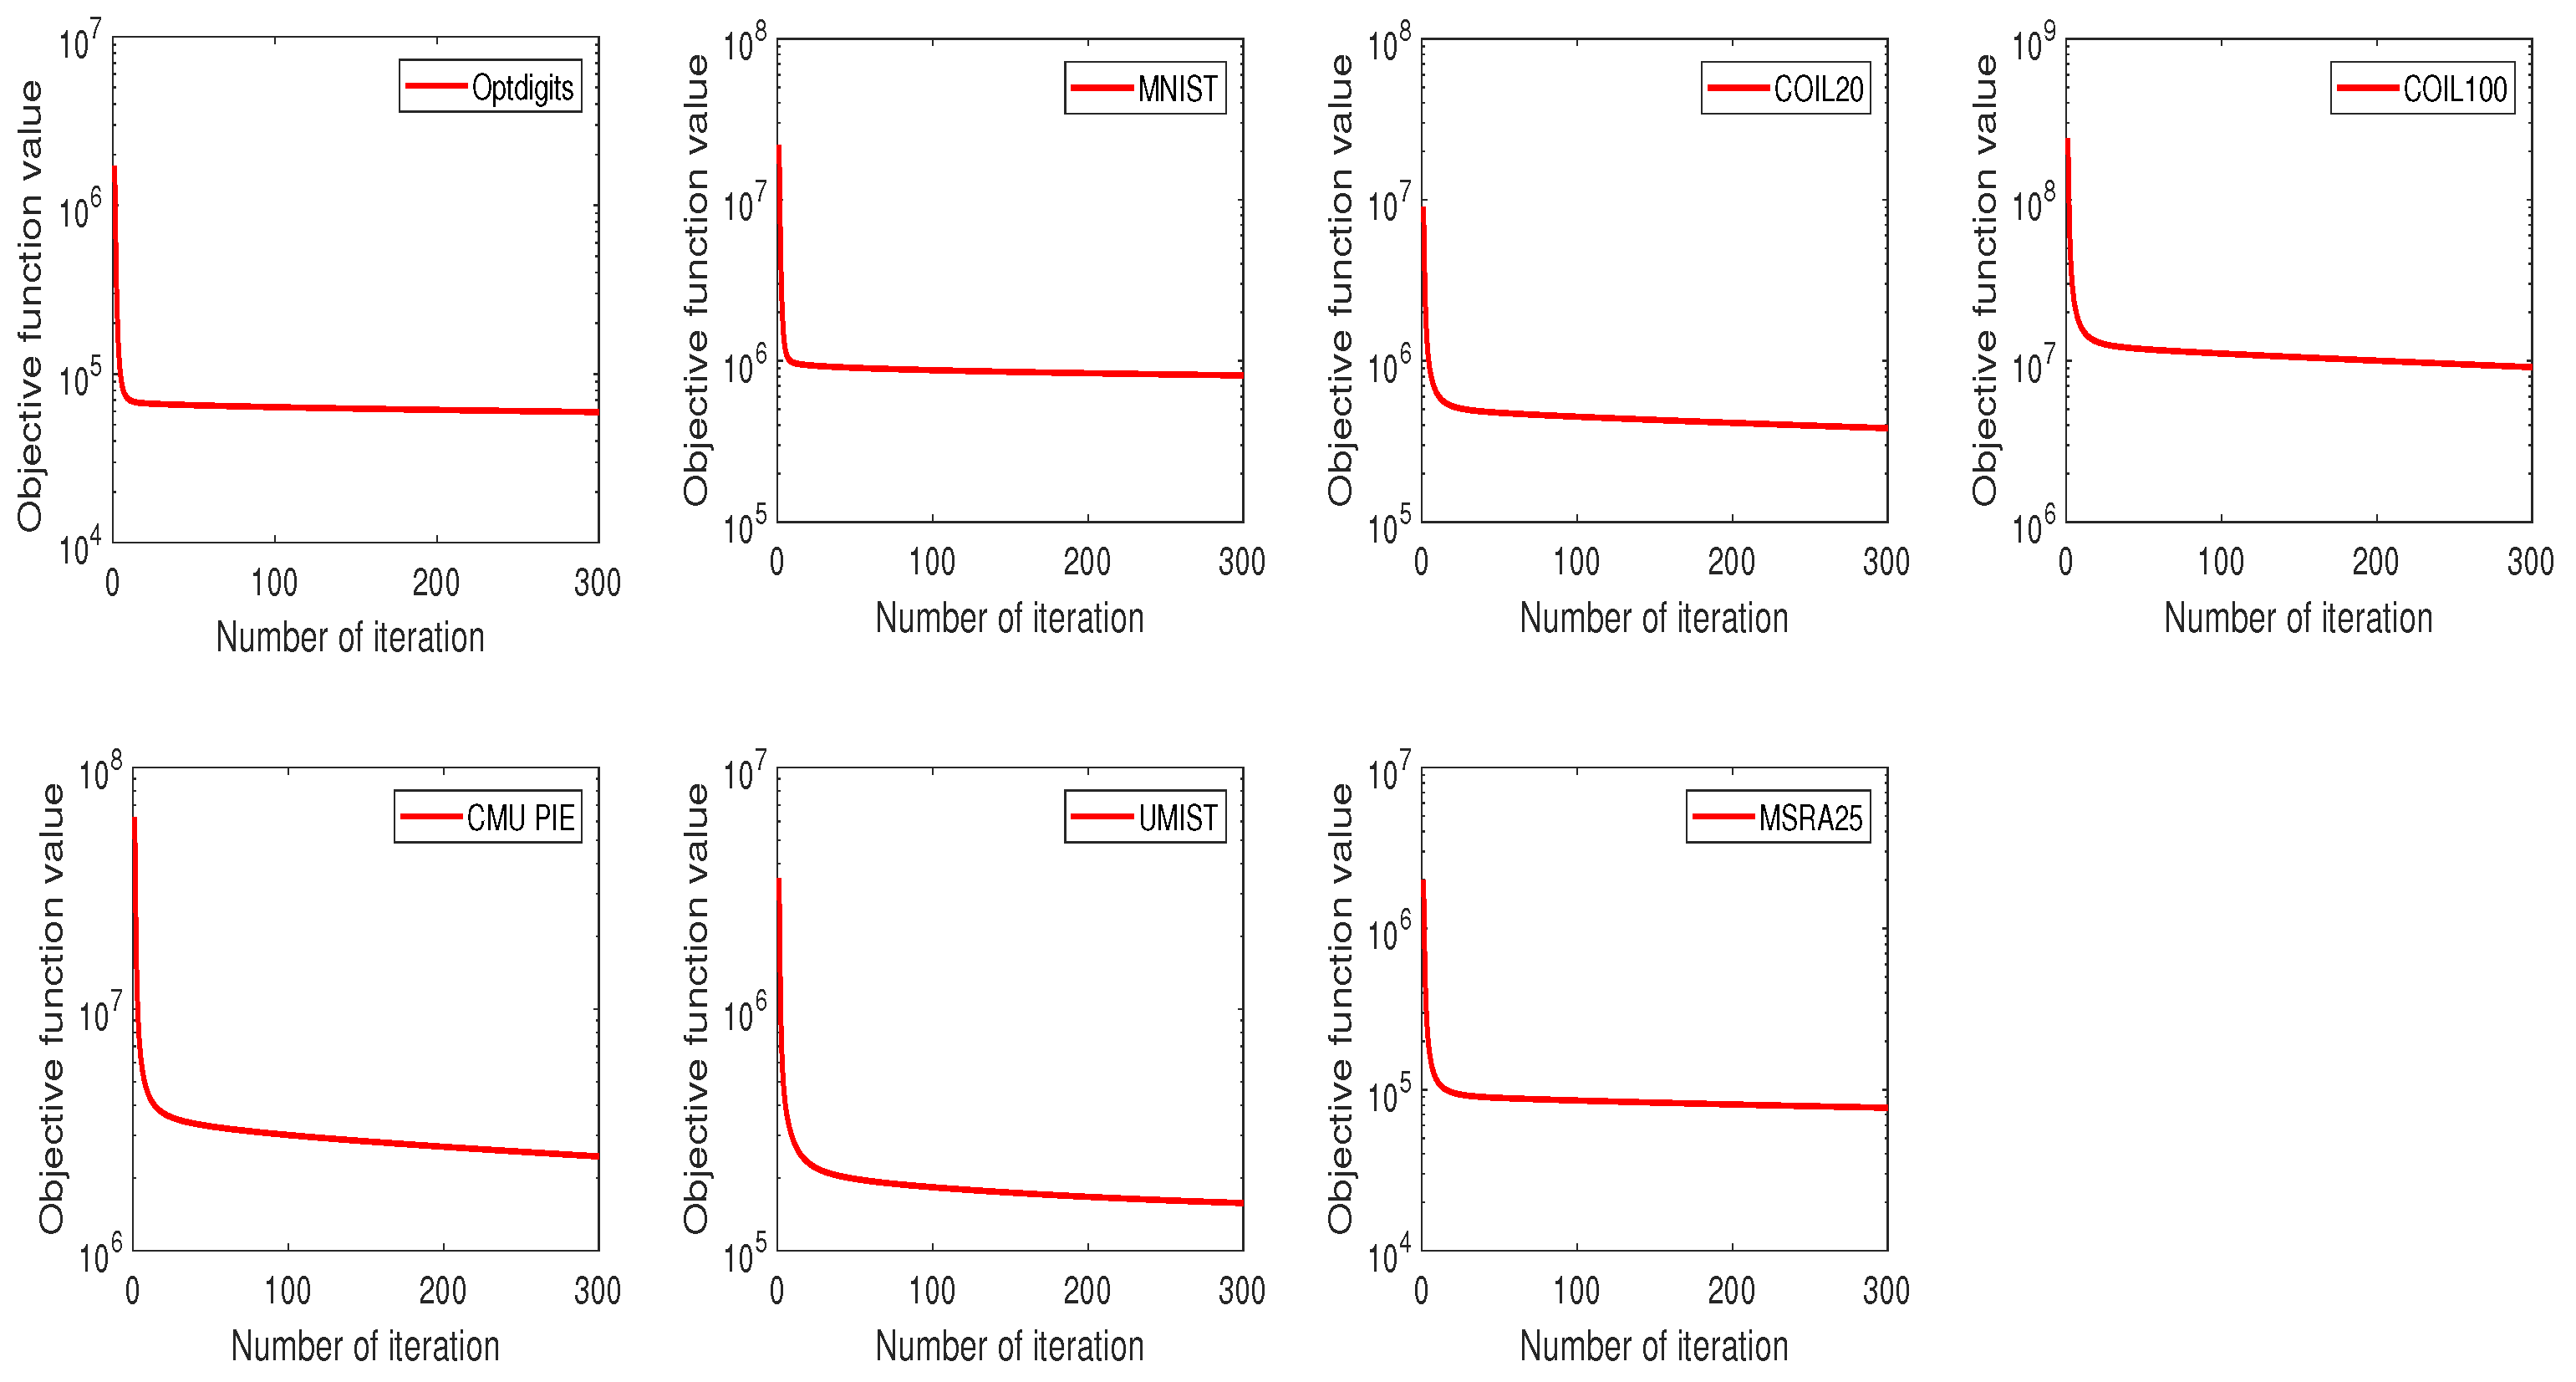 Objective function value
10^7
10^6
10^5
10^4
Optdigits
0 100 200 300
Number of iteration
Objective function value
10^8
10^7
10^6
10^5
MNIST
0 100 200 300
Number of iteration
Objective function value
10^8
10^7
10^6
10^5
COIL20
0 100 200 300
Number of iteration
Objective function value
10^9
10^8
10^7
10^6
COIL100
0 100 200 300
Number of iteration
Objective function value
10^8
10^7
10^6
CMU PIE
0 100 200 300
Number of iteration
Objective function value
10^7
10^6
10^5
UMIST
0 100 200 300
Number of iteration
Objective function value
10^7
10^6
10^5
10^4
MSRA25
0 100 200 300
Number of iteration